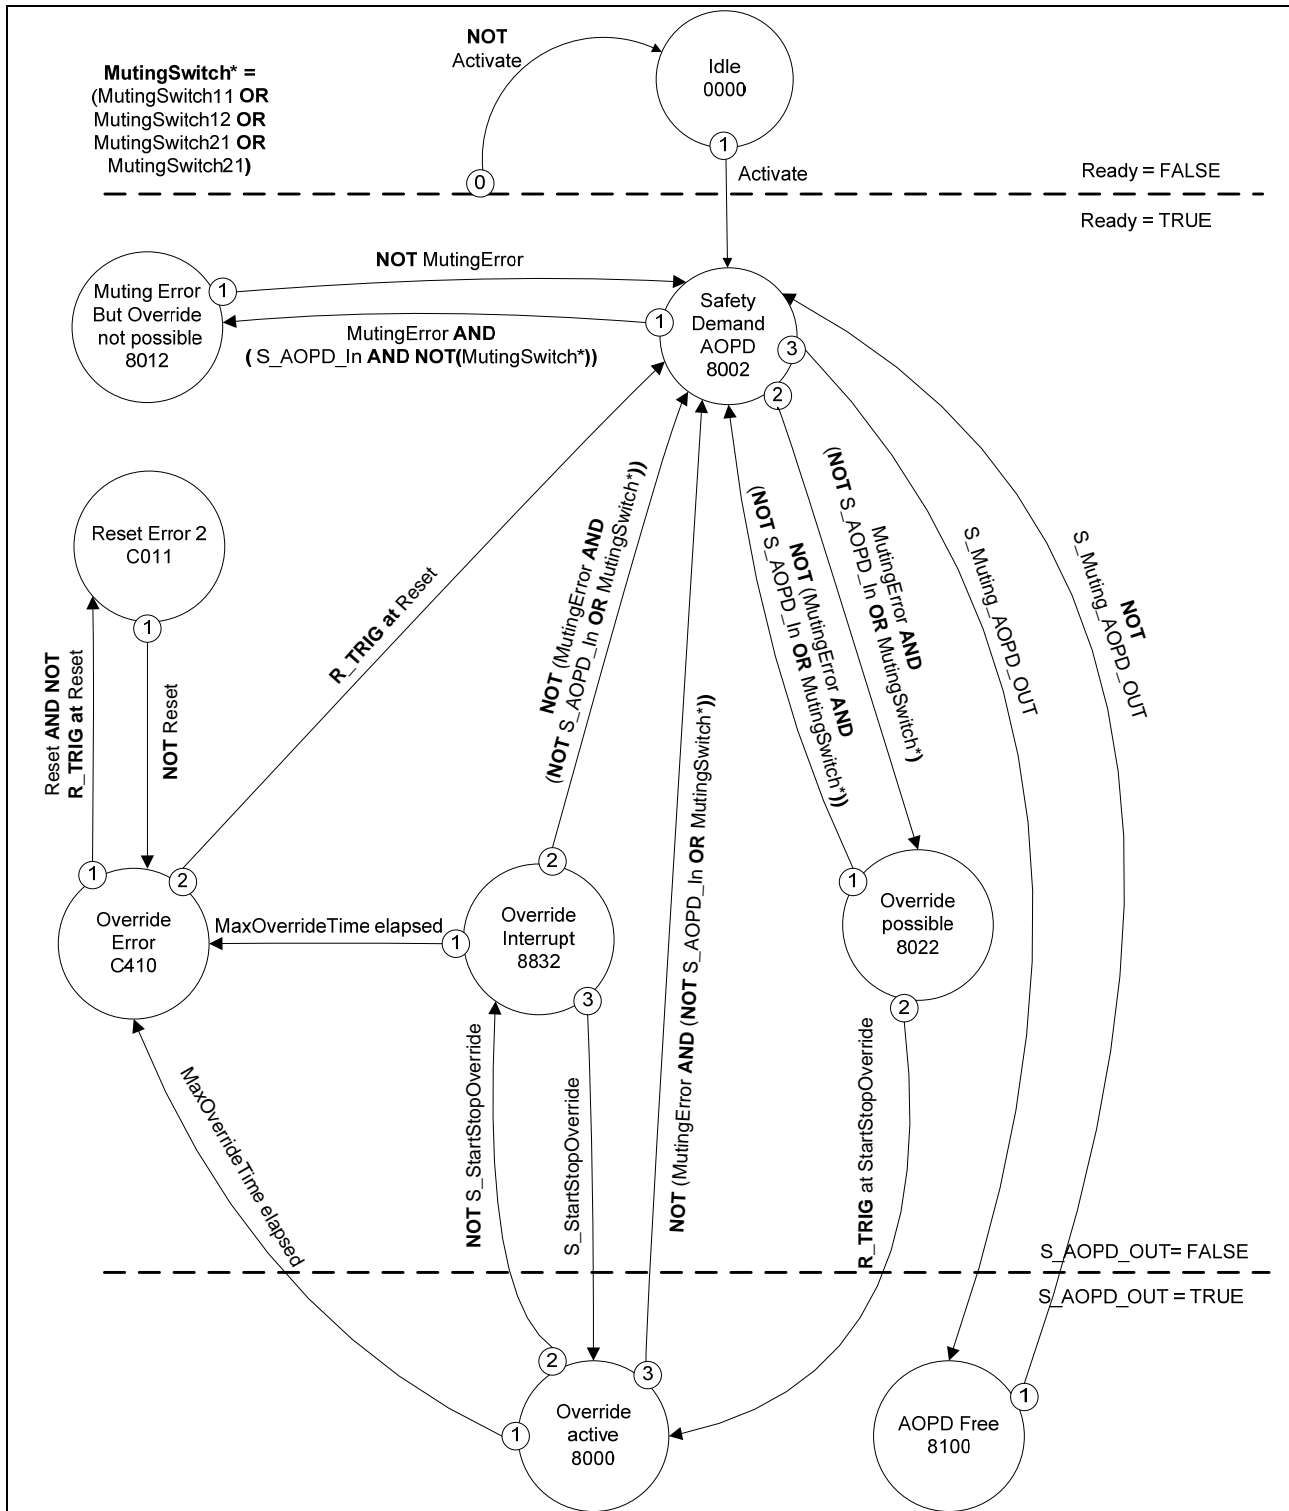 MutingSwitch* =
(MutingSwitch11 OR
MutingSwitch12 OR
MutingSwitch21 OR
MutingSwitch21)
NOT
Activate
0
Idle
0000
1
Activate
Ready = FALSE
Ready = TRUE
Muting Error
But Override
not possible
8012
1
NOT MutingError
MutingError AND
( S_AOPD_In AND NOT(MutingSwitch*))
Safety
Demand
AOPD
8002
1
3
2
Reset Error 2
C011
1
Reset AND NOT
R_TRIG at Reset
NOT Reset
R_TRIG at Reset
NOT (MutingError AND
(NOT S_AOPD_In OR MutingSwitch*))
NOT (MutingError AND (NOT S_AOPD_In OR MutingSwitch*))
NOT (MutingError AND
(NOT S_AOPD_In OR MutingSwitch*))
MutingError AND
(NOT S_AOPD_In OR MutingSwitch*)
S_Muting_AOPD_OUT
NOT
S_Muting_AOPD_OUT
Override
Error
C410
1
2
MaxOverrideTime elapsed
Override
Interrupt
8832
1
2
3
Override
possible
8022
1
2
MaxOverrideTime elapsed
NOT S_StartStopOverride
S_StartStopOverride
R_TRIG at StartStopOverride
S_AOPD_OUT= FALSE
S_AOPD_OUT = TRUE
Override
active
8000
1
2
3
AOPD Free
8100
1